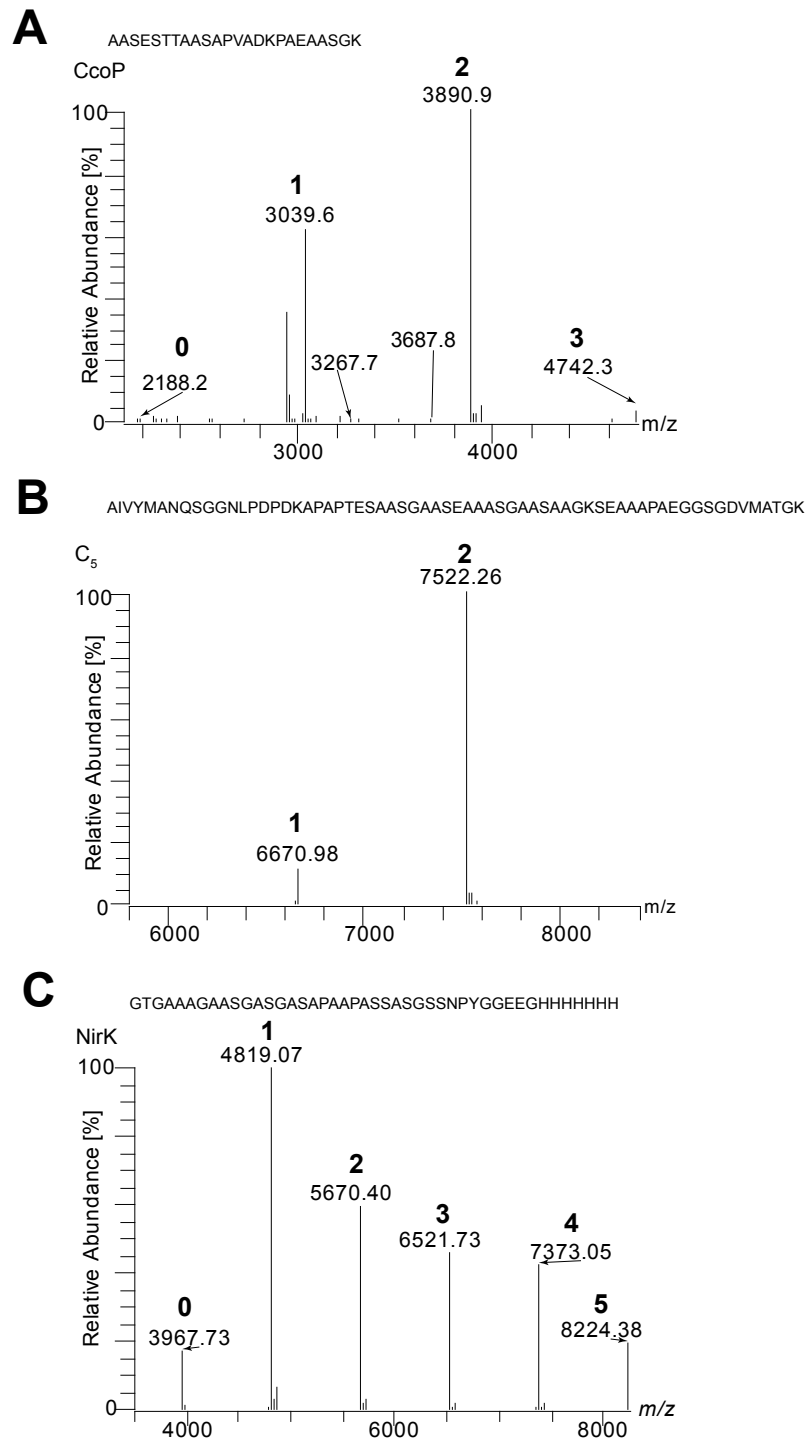 A
AASESTTAASAPVADKPAEAASGK
CcoP
2
3890.9
100
1
3039.6
Relative Abundance [%]
3687.8
0
3267.7
3
4742.3
2188.2
0
m/z
3000
4000
B
AIVYMANQSGGNLPDPDKAPAPTESAASGAASEAAASGAASAAGKSEAAAPAEGGSGDVMATGK
C5
2
7522.26
100
Relative Abundance [%]
1
6670.98
0
m/z
6000
7000
8000
C
GTGAAAGAASGASGASAPAAPASSASGSSNPYGGEEGHHHHHHH
NirK
1
4819.07
100
Relative Abundance [%]
2
5670.40
3
6521.73
4
7373.05
0
3967.73
5
8224.38
0
m/z
4000
6000
8000